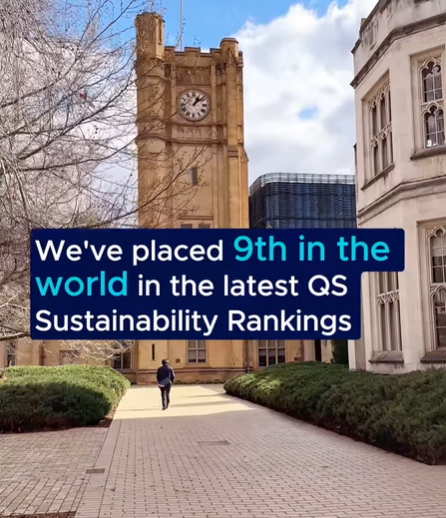 We've placed 9th in the
world in the latest QS
Sustainability Rankings